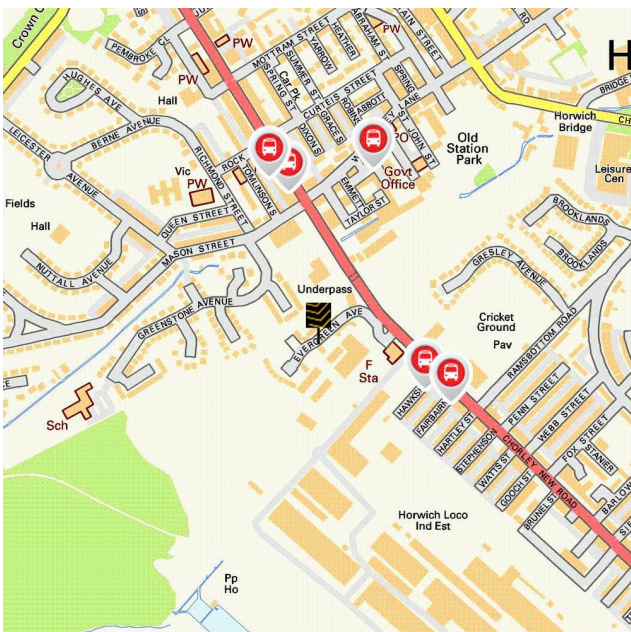 Crown
PEMBROKE CL
PW
PW
MOTTRAM STREET
HEATHER
ABRAHAM ST
PW
YARROW
SUMMER ST
SPRING ST
Car Pk
HUGHES AVE
Hall
CURTEIS STREET
SPRING
ABBOTT
GRACES
DIXON S
LANE
ST JOHN ST
H
BRIDGE
CH
Horwich
Bridge
LEICESTER
AVENUE
BERNE AVENUE
RICHMOND STREET
ROCK
TOMLINSON S
PO
Old
Station
Park
Govt
Office
Leisure
Cen
Vic
PW
EMMETT
TAYLOR ST
Fields
Hall
QUEEN STREET
MASON STREET
BROOKLANDS
BROOKLANDS
NUTTALL AVENUE
GRESLEY AVENUE
Underpass
GREENSTONE AVENUE
EVERGREEN AVE
Cricket
Ground
Pav
RAMSBOTTOM ROAD
F
Sta
FAIRBAIRN
HARTLEY ST
STEPHENSON
WATTS ST
GOOCH ST
BRUNEL ST
PENN STREET
WEBB STREET
FOX STREET
STANIER
Sch
CHORLEY NEW ROAD
BARLOW
Horwich Loco
Ind Est
Pp
Ho